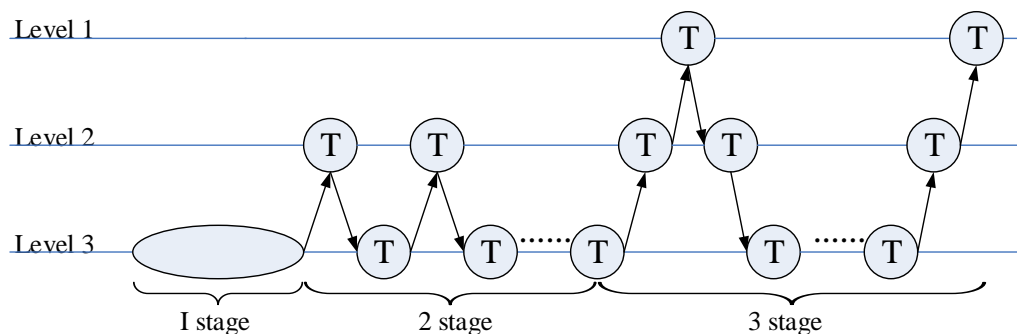 Level 1
T
T
Level 2
T
T
T
T
T
Level 3
T
T
......
T
T
......
T
I stage
2 stage
3 stage